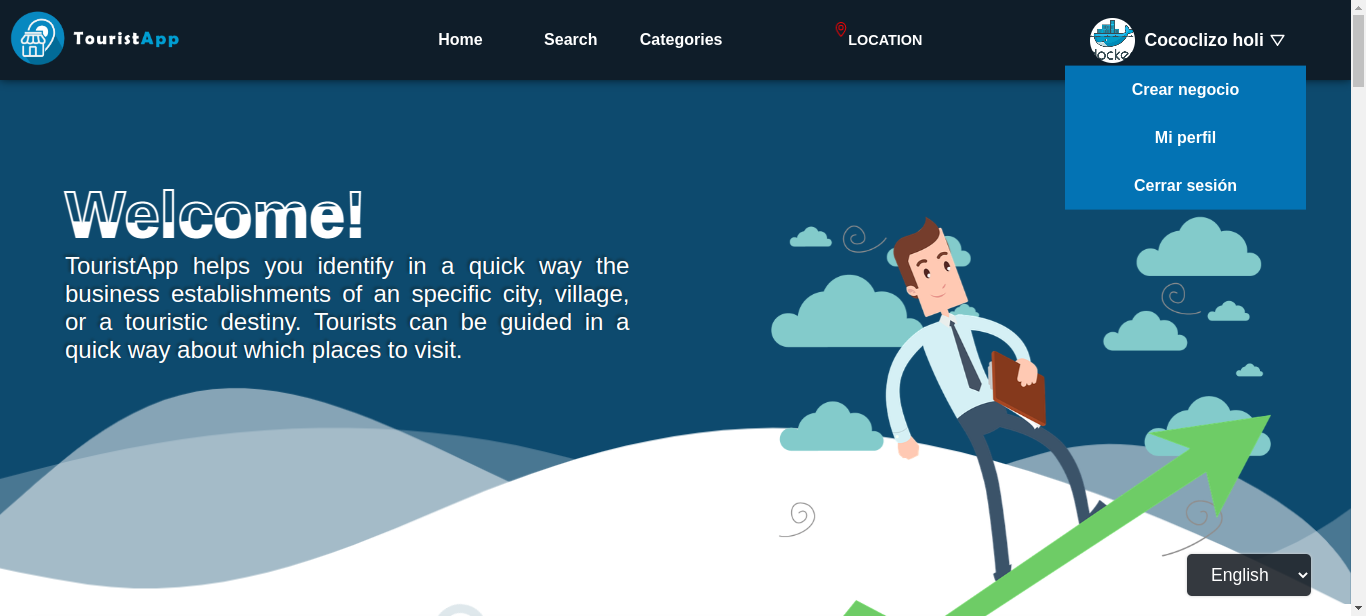 TouristApp
Home
Search
Categories
LOCATION
Cococlizo holi
Crear negocio
Mi perfil
Cerrar sesión
Welcome!
TouristApp helps you identify in a quick way the
business establishments of an specific city, village,
or a touristic destiny. Tourists can be guided in a
quick way about which places to visit.
English